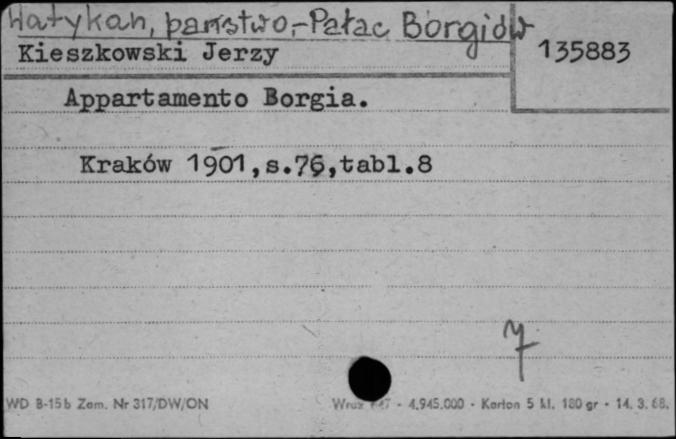 Watykan, państwo,-Pałac Borgiów
Kieszkowski Jerzy
135883
Appartamento Borgia.
Kraków 1901,s.76,tabl.8
7
WD B-15b Zam. Nr 317/DW/ON
- 4.945.000 - Karton 5 kl. 180 gr - 14. 3. 68.